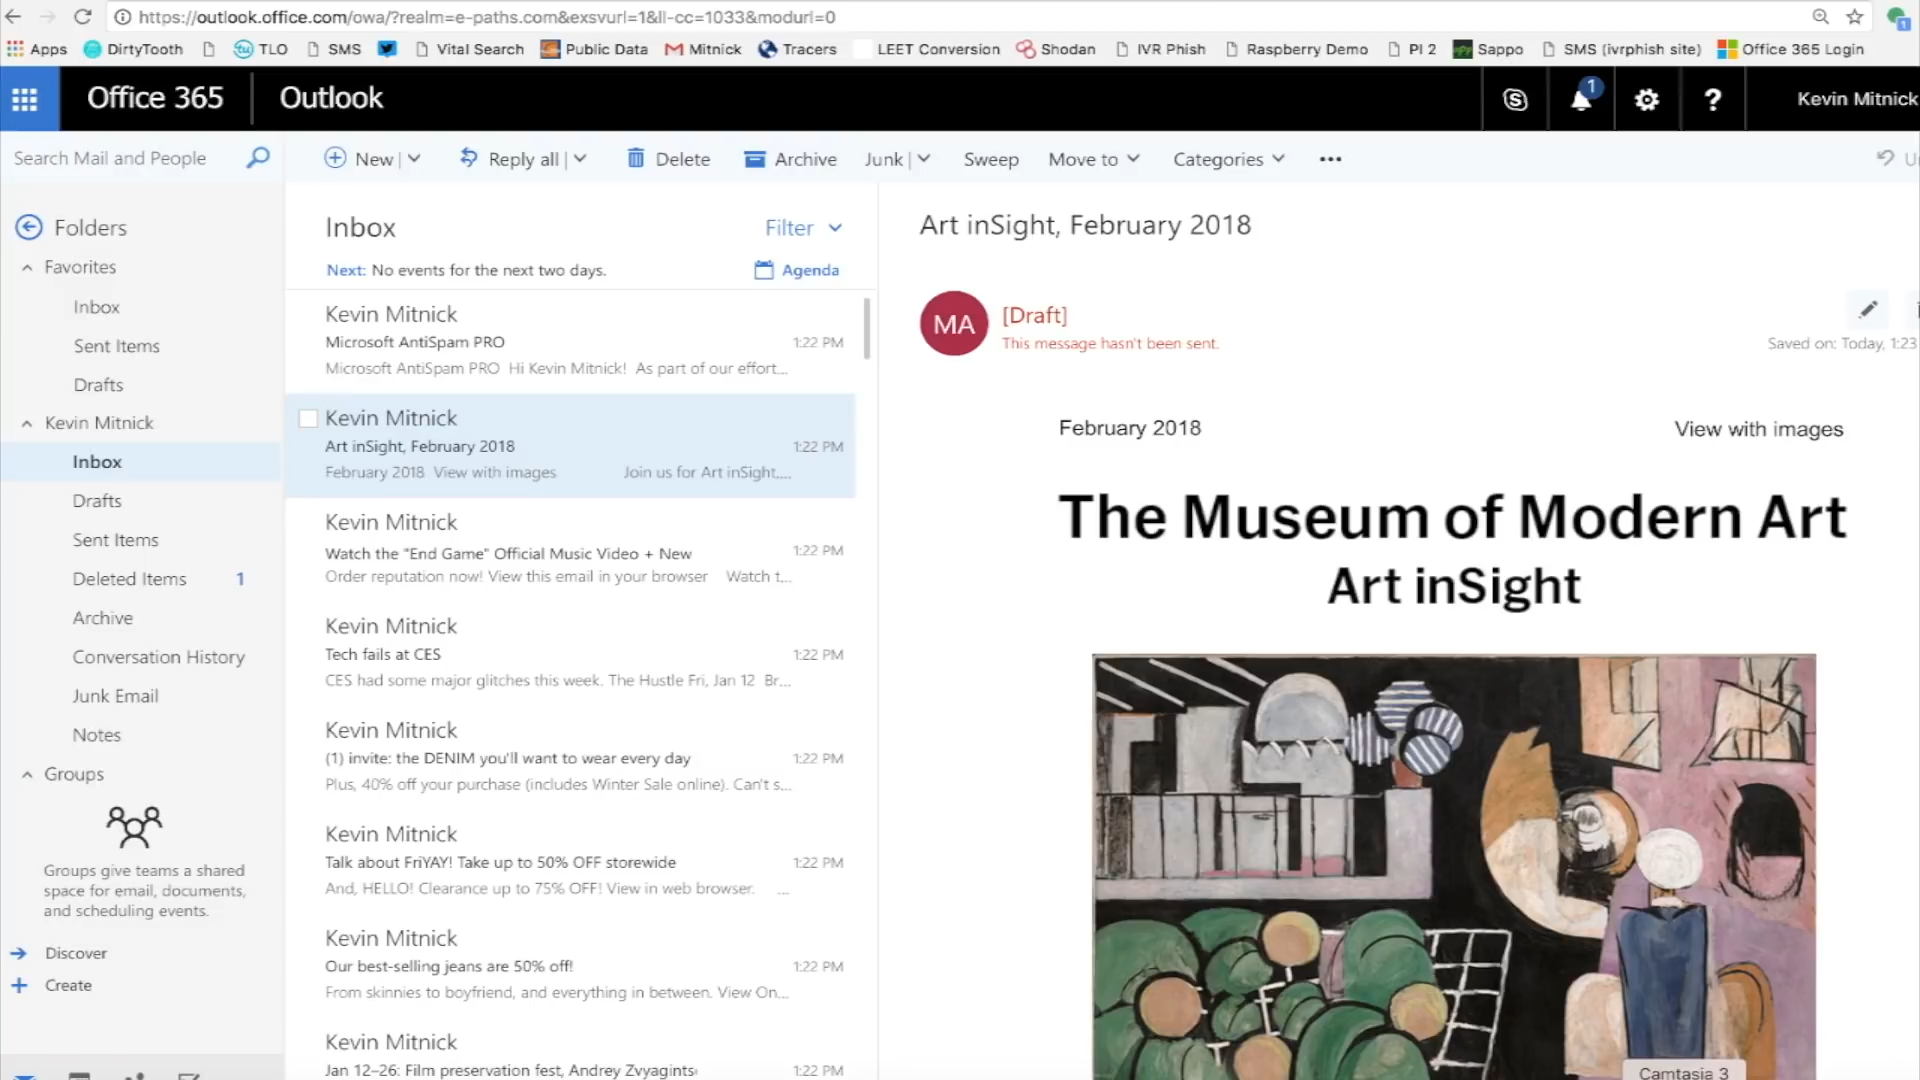 https://outlook.office.com/owa/?realm=e-paths.com&exsvurl=1&ll-cc=1033&modurl=0
Apps DirtyTooth TLO SMS Vital Search Public Data Mitnick Tracers LEET Conversion Shodan IVR Phish Raspberry Demo PI 2 Sappo SMS (ivrphish site) Office 365 Login
Office 365 Outlook 1 Kevin Mitnick
Search Mail and People New Reply all Delete Archive Junk Sweep Move to Categories
Folders
Favorites
Inbox
Sent Items
Drafts
Kevin Mitnick
Inbox
Drafts
Sent Items
Deleted Items 1
Archive
Conversation History
Junk Email
Notes
Groups
Groups give teams a shared
space for email, documents,
and scheduling events.
Discover
Create
Inbox Filter
Next: No events for the next two days. Agenda
Kevin Mitnick
Microsoft AntiSpam PRO 1:22 PM
Microsoft AntiSpam PRO Hi Kevin Mitnick! As part of our effort...
Kevin Mitnick
Art inSight, February 2018 1:22 PM
February 2018 View with images Join us for Art inSight,...
Kevin Mitnick
Watch the "End Game" Official Music Video + New 1:22 PM
Order reputation now! View this email in your browser Watch t...
Kevin Mitnick
Tech fails at CES 1:22 PM
CES had some major glitches this week. The Hustle Fri, Jan 12 Br...
Kevin Mitnick
(1) invite: the DENIM you'll want to wear every day 1:22 PM
Plus, 40% off your purchase (includes Winter Sale online). Can't s...
Kevin Mitnick
Talk about FriYAY! Take up to 50% OFF storewide 1:22 PM
And, HELLO! Clearance up to 75% OFF! View in web browser. ...
Kevin Mitnick
Our best-selling jeans are 50% off! 1:22 PM
From skinnies to boyfriend, and everything in between. View On...
Kevin Mitnick
Jan 12–26: Film preservation fest, Andrey Zvyagints 1:22 PM
Art inSight, February 2018
MA
[Draft]
This message hasn't been sent. Saved on: Today, 1:23
February 2018 View with images
The Museum of Modern Art
Art inSight
Camtasia 3